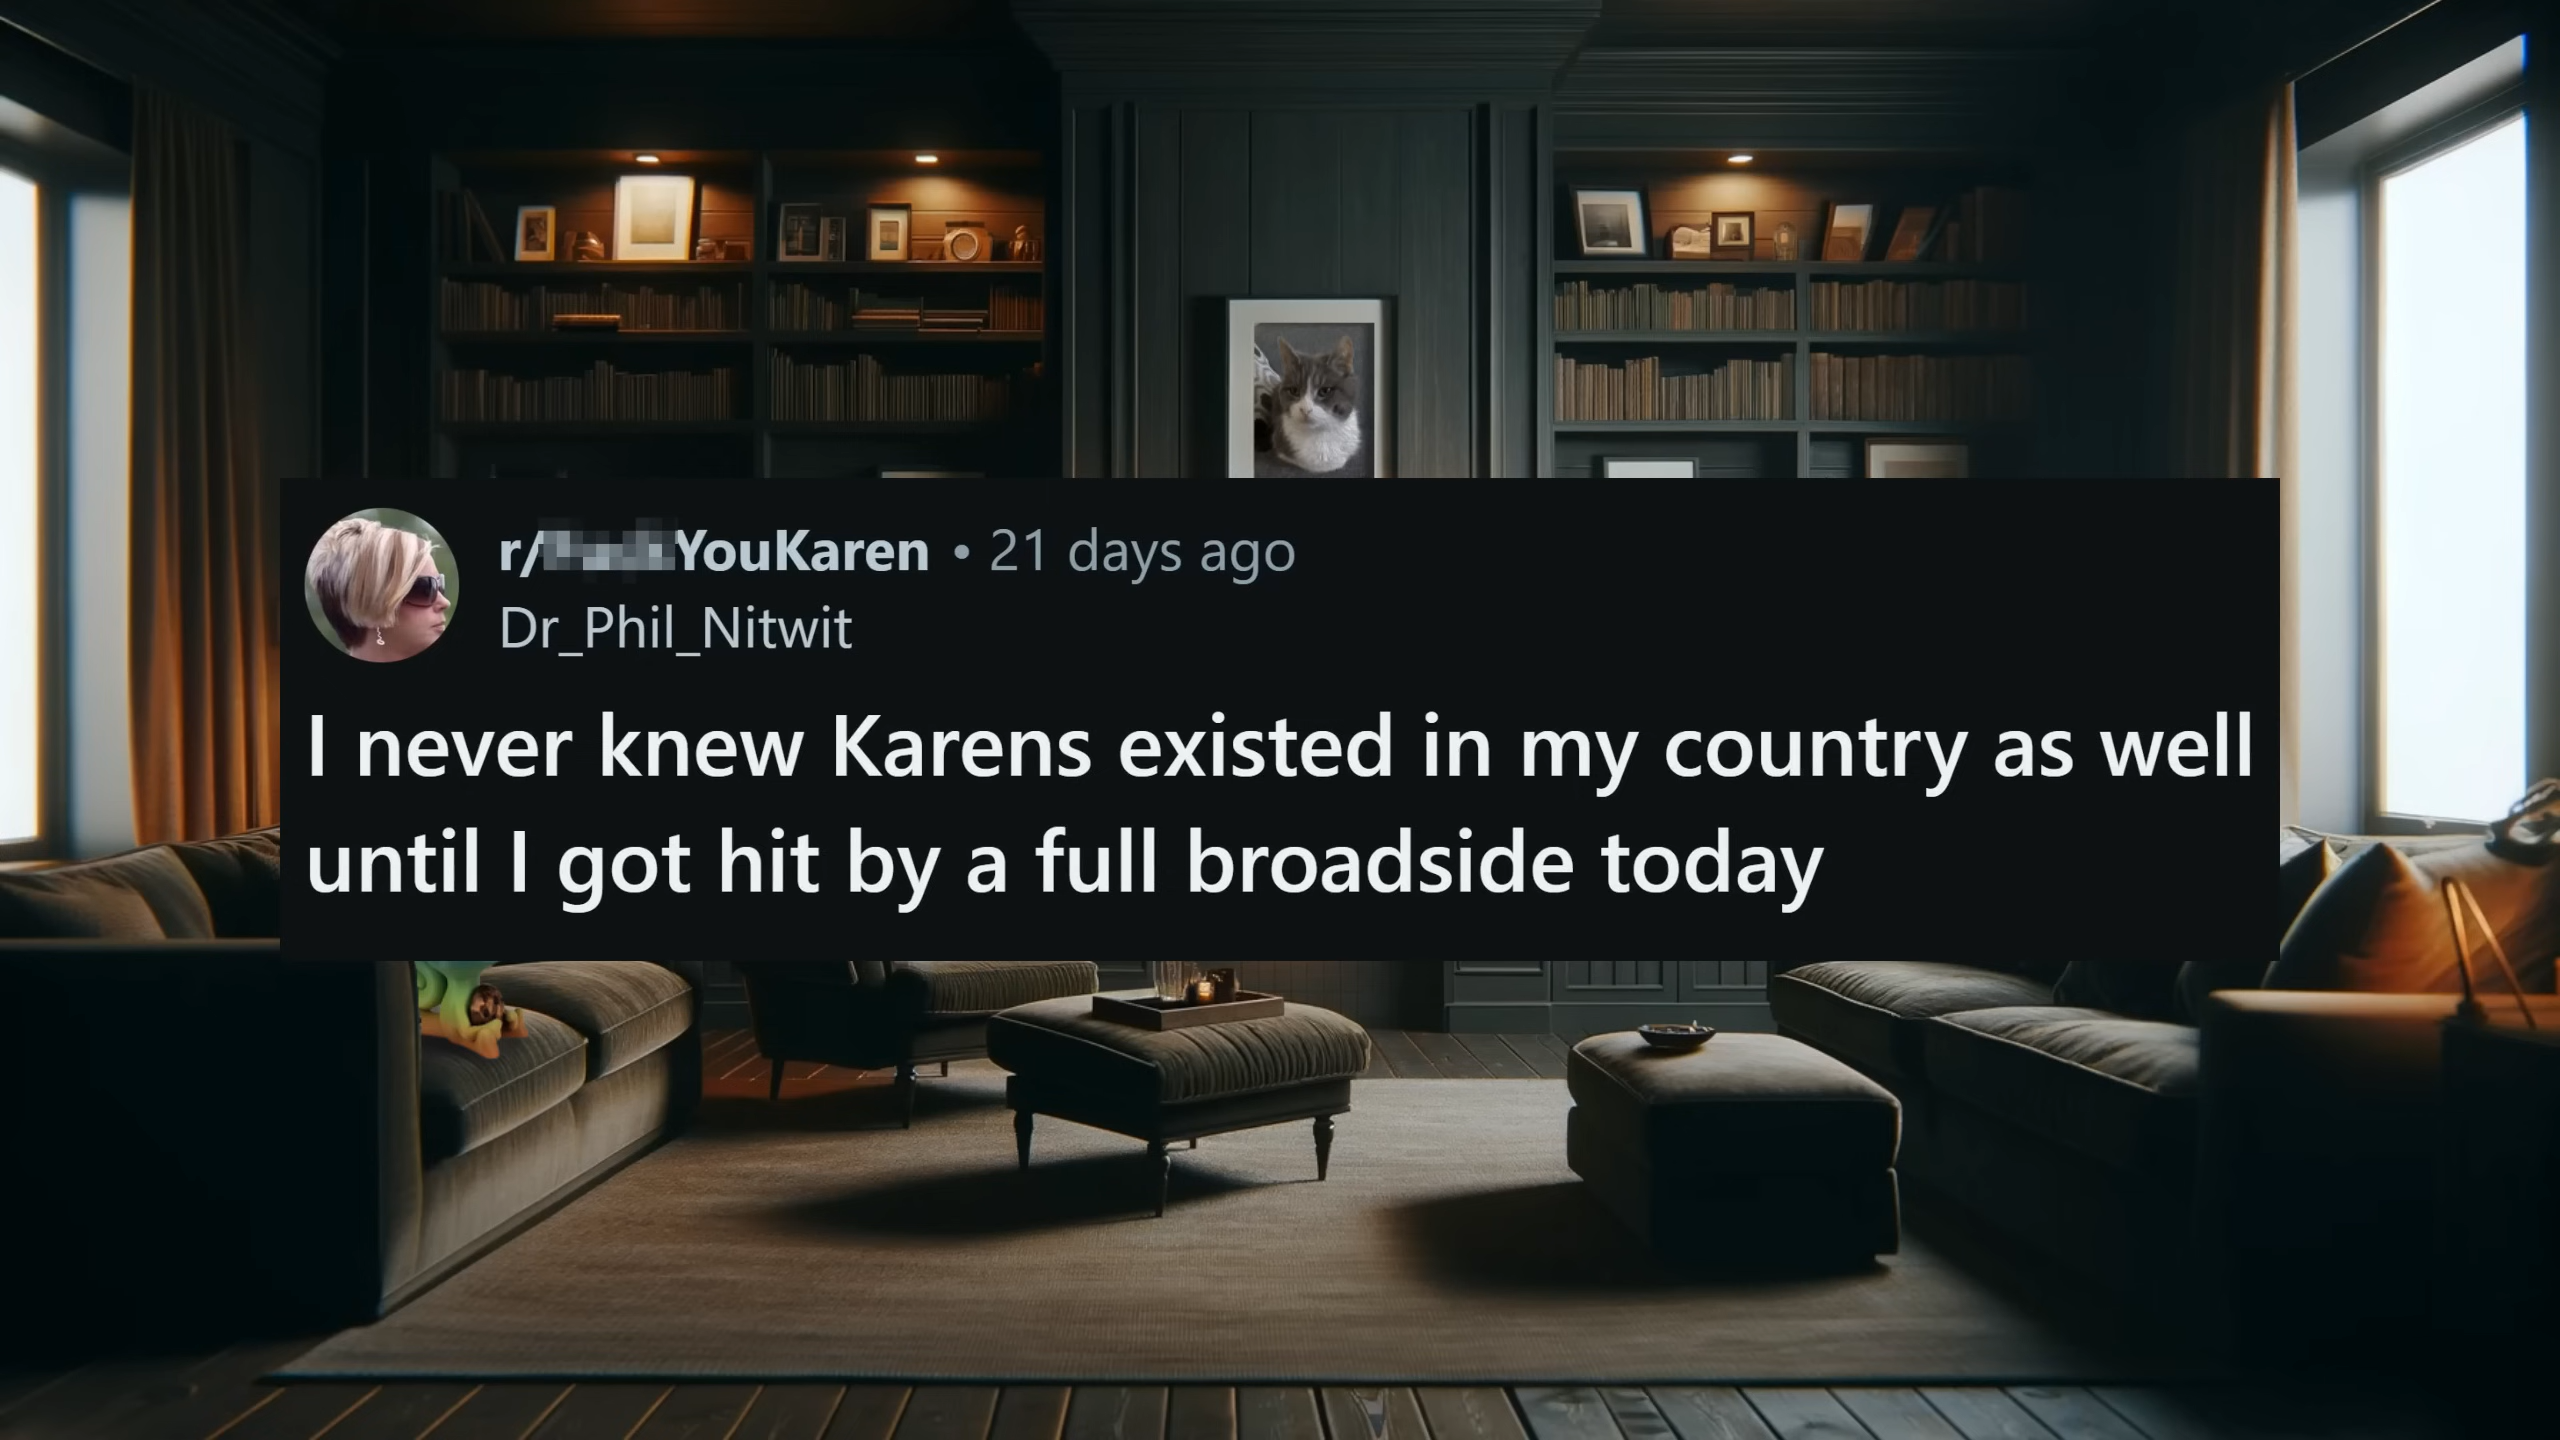 r/YouKaren • 21 days ago
Dr_Phil_Nitwit
I never knew Karens existed in my country as well
until I got hit by a full broadside today